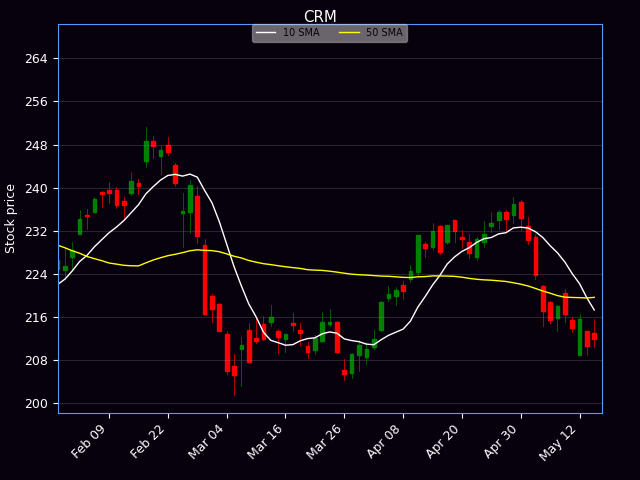 CRM
10 SMA
50 SMA
Stock price
264
256
248
240
232
224
216
208
200
Feb 09
Feb 22
Mar 04
Mar 16
Mar 26
Apr 08
Apr 20
Apr 30
May 12